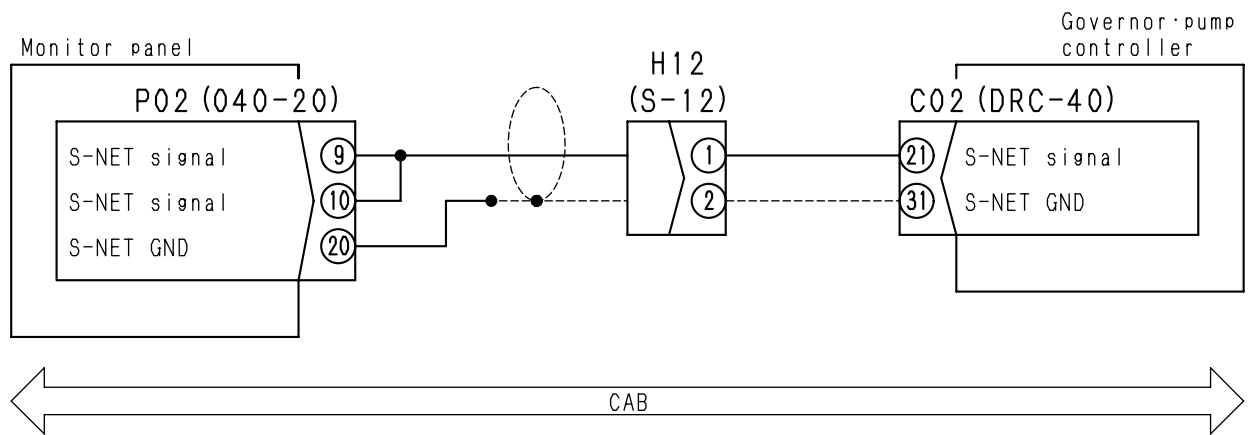 Governor·pump
controller
Monitor panel
H12
(S-12)
P02 (040-20)
C02 (DRC-40)
S-NET signal
9
1
21
S-NET signal
S-NET signal
10
2
31
S-NET GND
S-NET GND
20
CAB